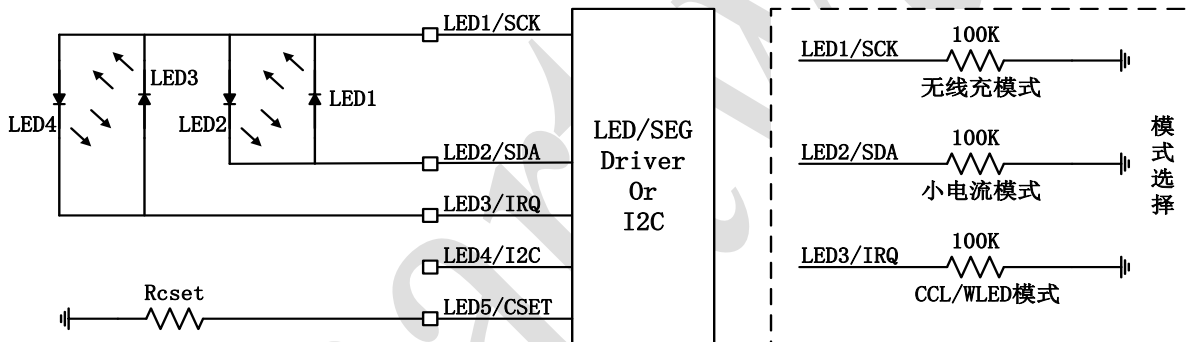 LED1/SCK
LED3
LED1
LED4
LED2
LED2/SDA
LED3/IRQ
LED4/I2C
Rcset
LED5/CSET
LED/SEG
Driver
Or
I2C
LED1/SCK
100K
无线充模式
LED2/SDA
100K
小电流模式
LED3/IRQ
100K
CCL/WLED模式
模
式
选
择